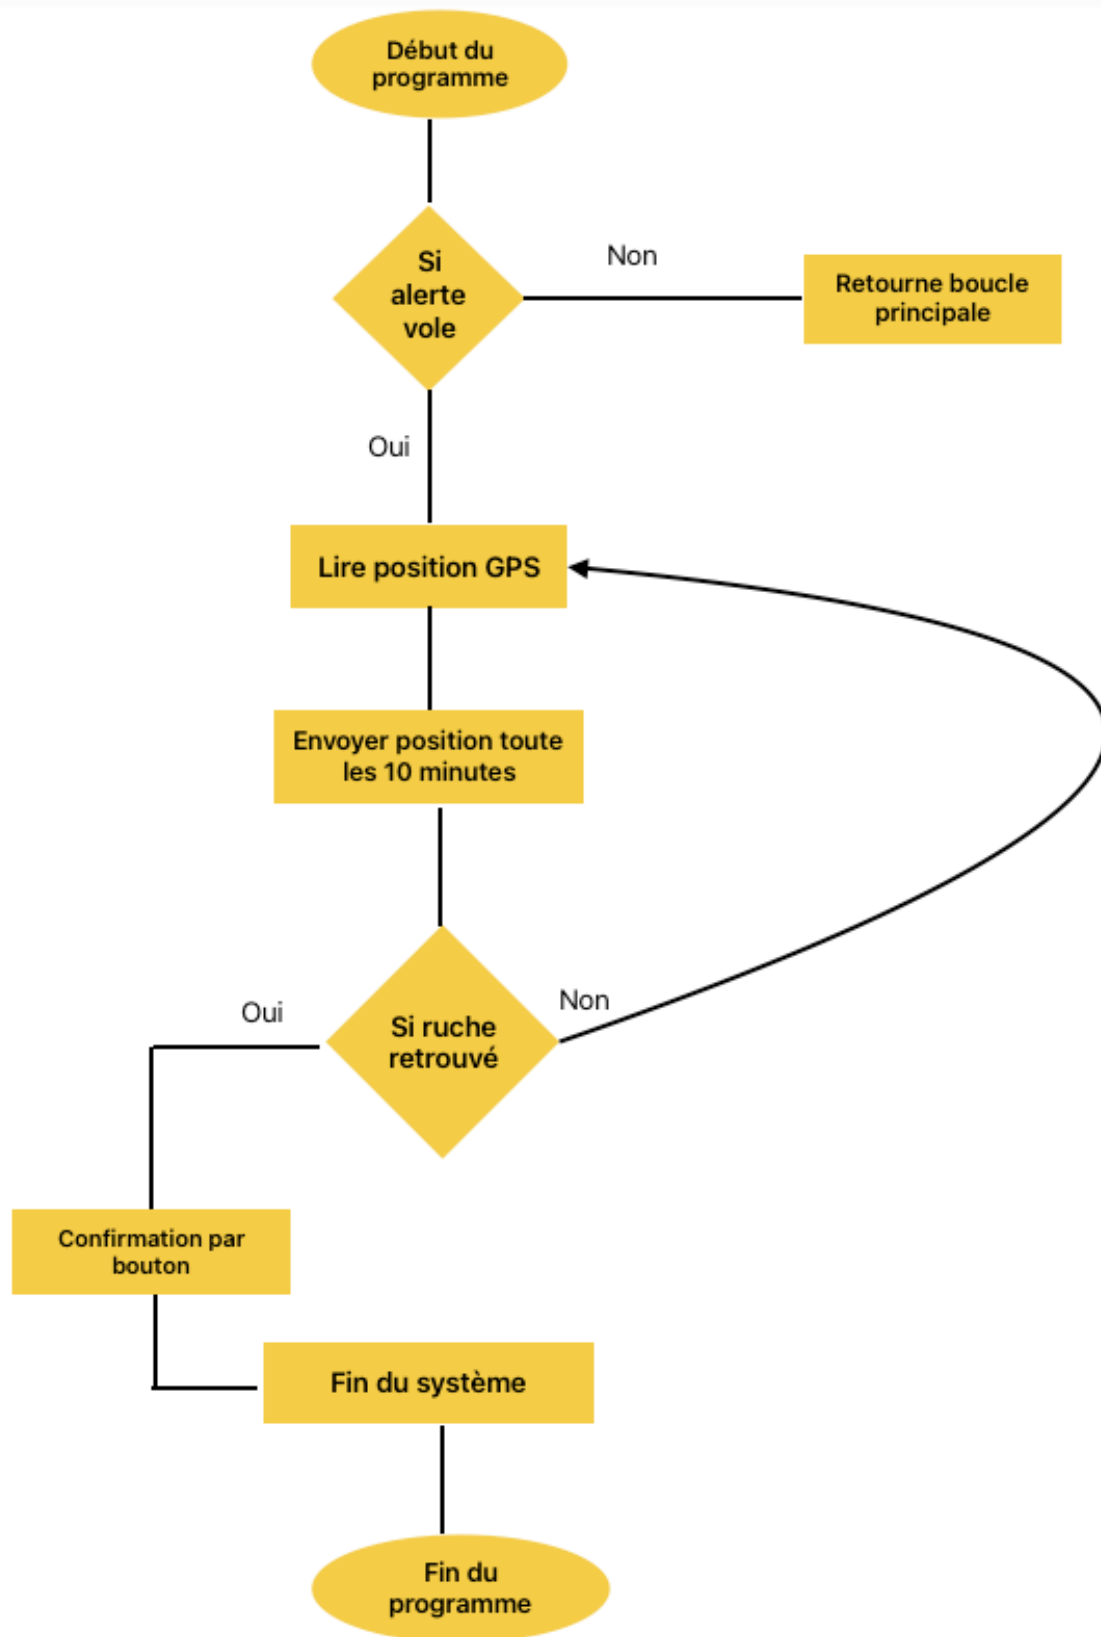 Début du
programme
Si
alerte
vole
Non
Retourne boucle
principale
Oui
Lire position GPS
Envoyer position toute
les 10 minutes
Oui
Non
Si ruche
retrouvé
Confirmation par
bouton
Fin du système
Fin du
programme